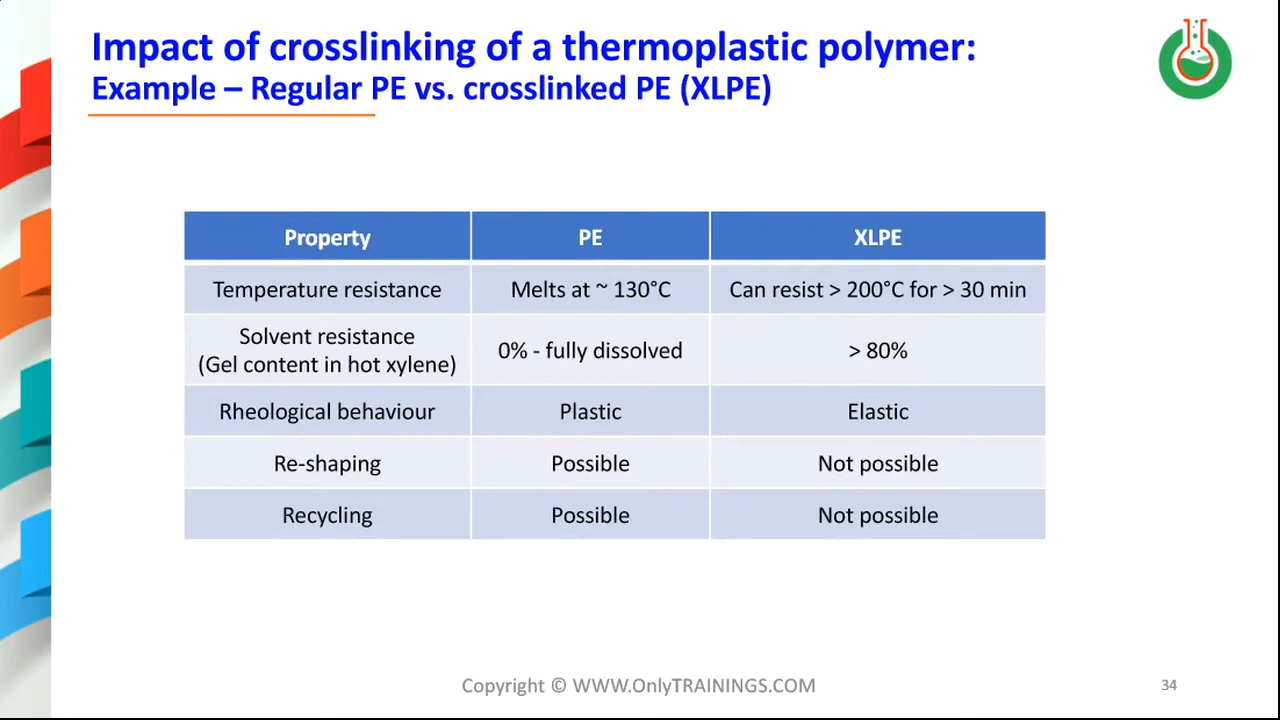 Impact of crosslinking of a thermoplastic polymer:
Example – Regular PE vs. crosslinked PE (XLPE)
Property PE XLPE
Temperature resistance Melts at ~ 130°C Can resist > 200°C for > 30 min
Solvent resistance
(Gel content in hot xylene) 0% - fully dissolved > 80%
Rheological behaviour Plastic Elastic
Re-shaping Possible Not possible
Recycling Possible Not possible
Copyright © WWW.OnlyTRAININGS.COM
34